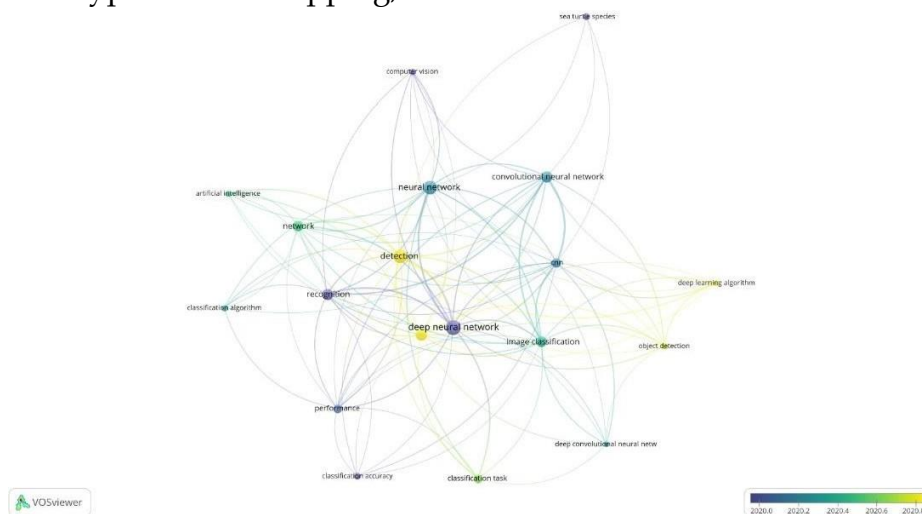 sea turtle species
computer vision
convolutional neural network
neural network
artificial intelligence
network
detection
cnn
deep learning algorithm
recognition
classification algorithm
deep neural network
image classification
object detection
performance
deep convolutional neural netw
classification accuracy
classification task
VOSviewer
2020.0 2020.2 2020.4 2020.6